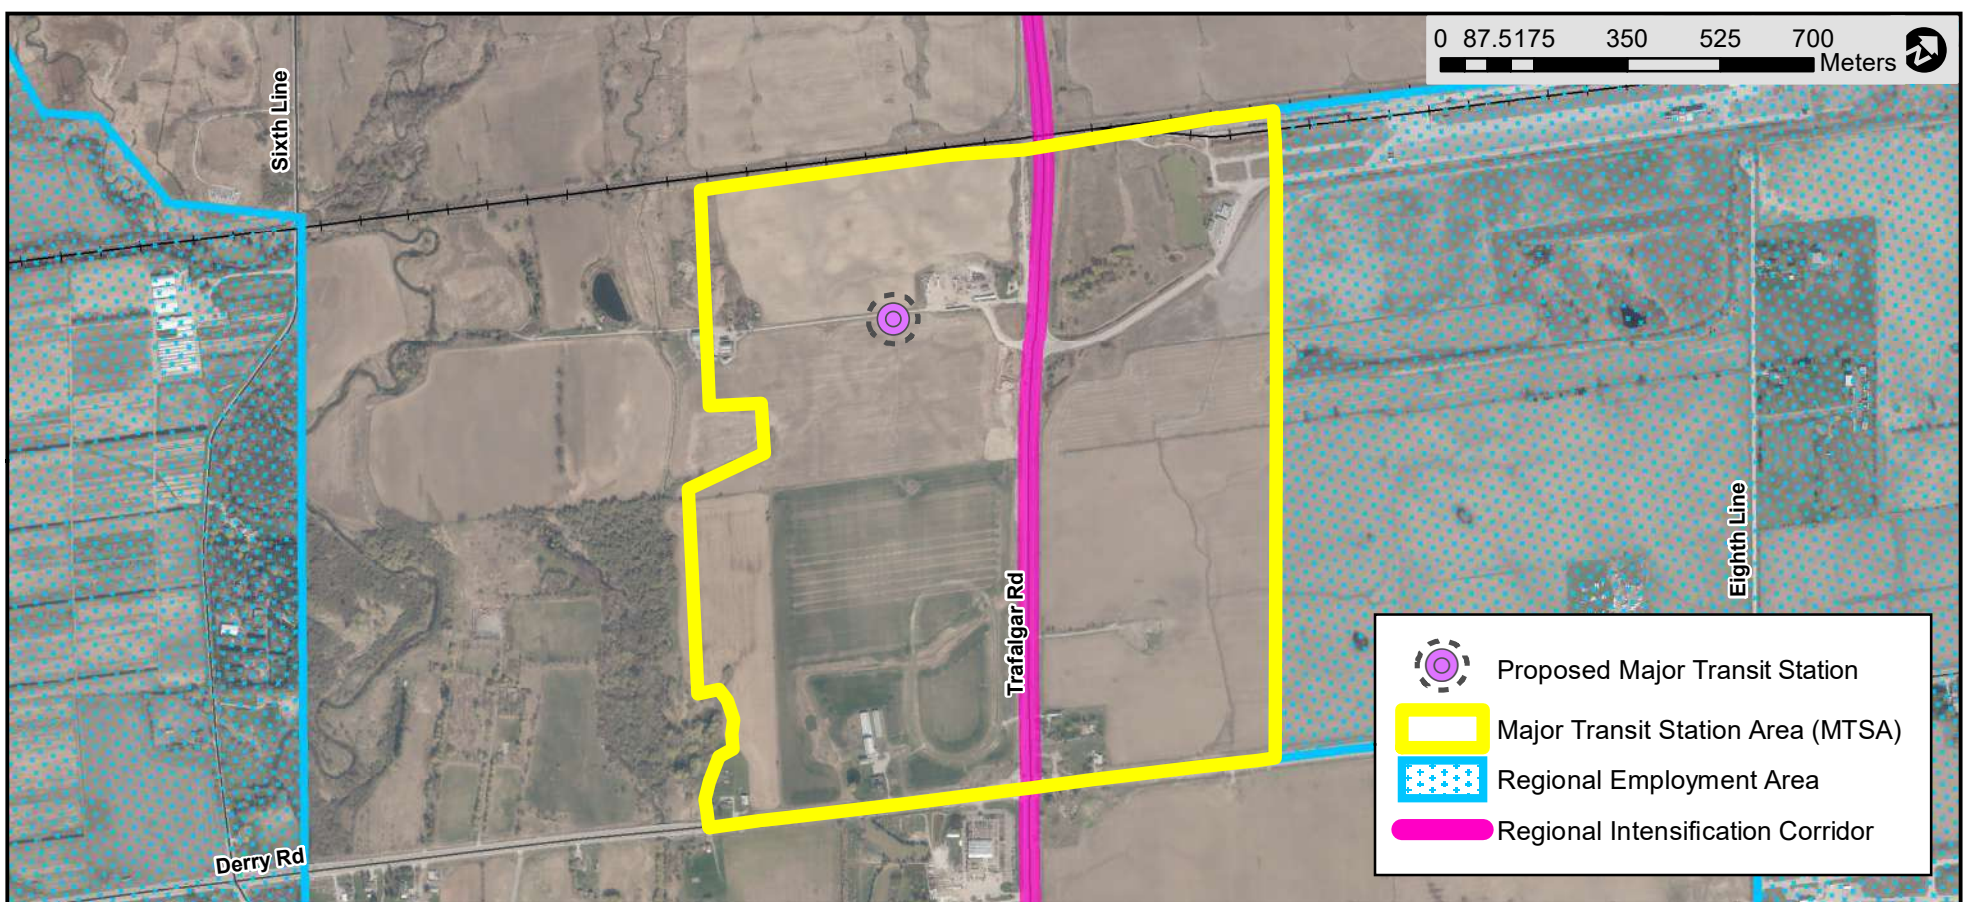 0 87.5175 350 525 700
Meters
Sixth Line
Trafalgar Rd
Eighth Line
Derry Rd
Proposed Major Transit Station
Major Transit Station Area (MTSA)
Regional Employment Area
Regional Intensification Corridor